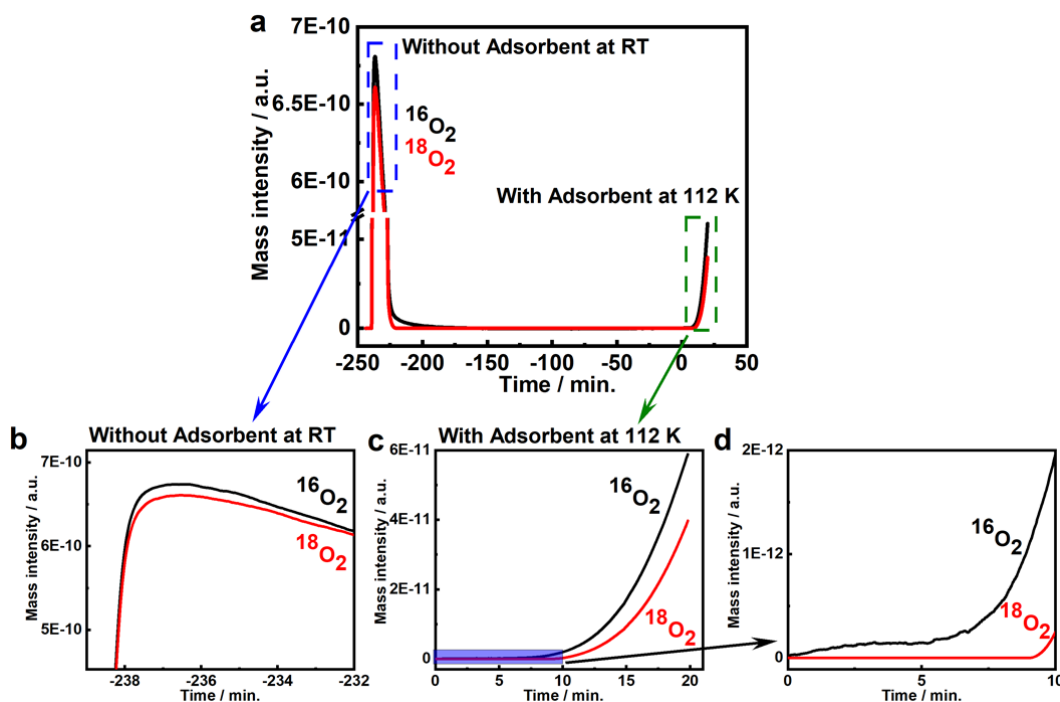 a
Without Adsorbent at RT
7E-10
6.5E-10
6E-10
5E-11
0
Mass intensity / a.u.
¹⁶O₂
¹⁸O₂
With Adsorbent at 112 K
-250 -200 -150 -100 -50 0 50
Time / min.
b
Without Adsorbent at RT
7E-10
6E-10
5E-10
Mass intensity / a.u.
¹⁶O₂
¹⁸O₂
-238 -236 -234 -232
Time / min.
c
With Adsorbent at 112 K
6E-11
4E-11
2E-11
0
Mass intensity / a.u.
¹⁶O₂
¹⁸O₂
0 5 10 15 20
Time / min.
d
2E-12
1E-12
0
Mass intensity / a.u.
¹⁶O₂
¹⁸O₂
0 5 10
Time / min.